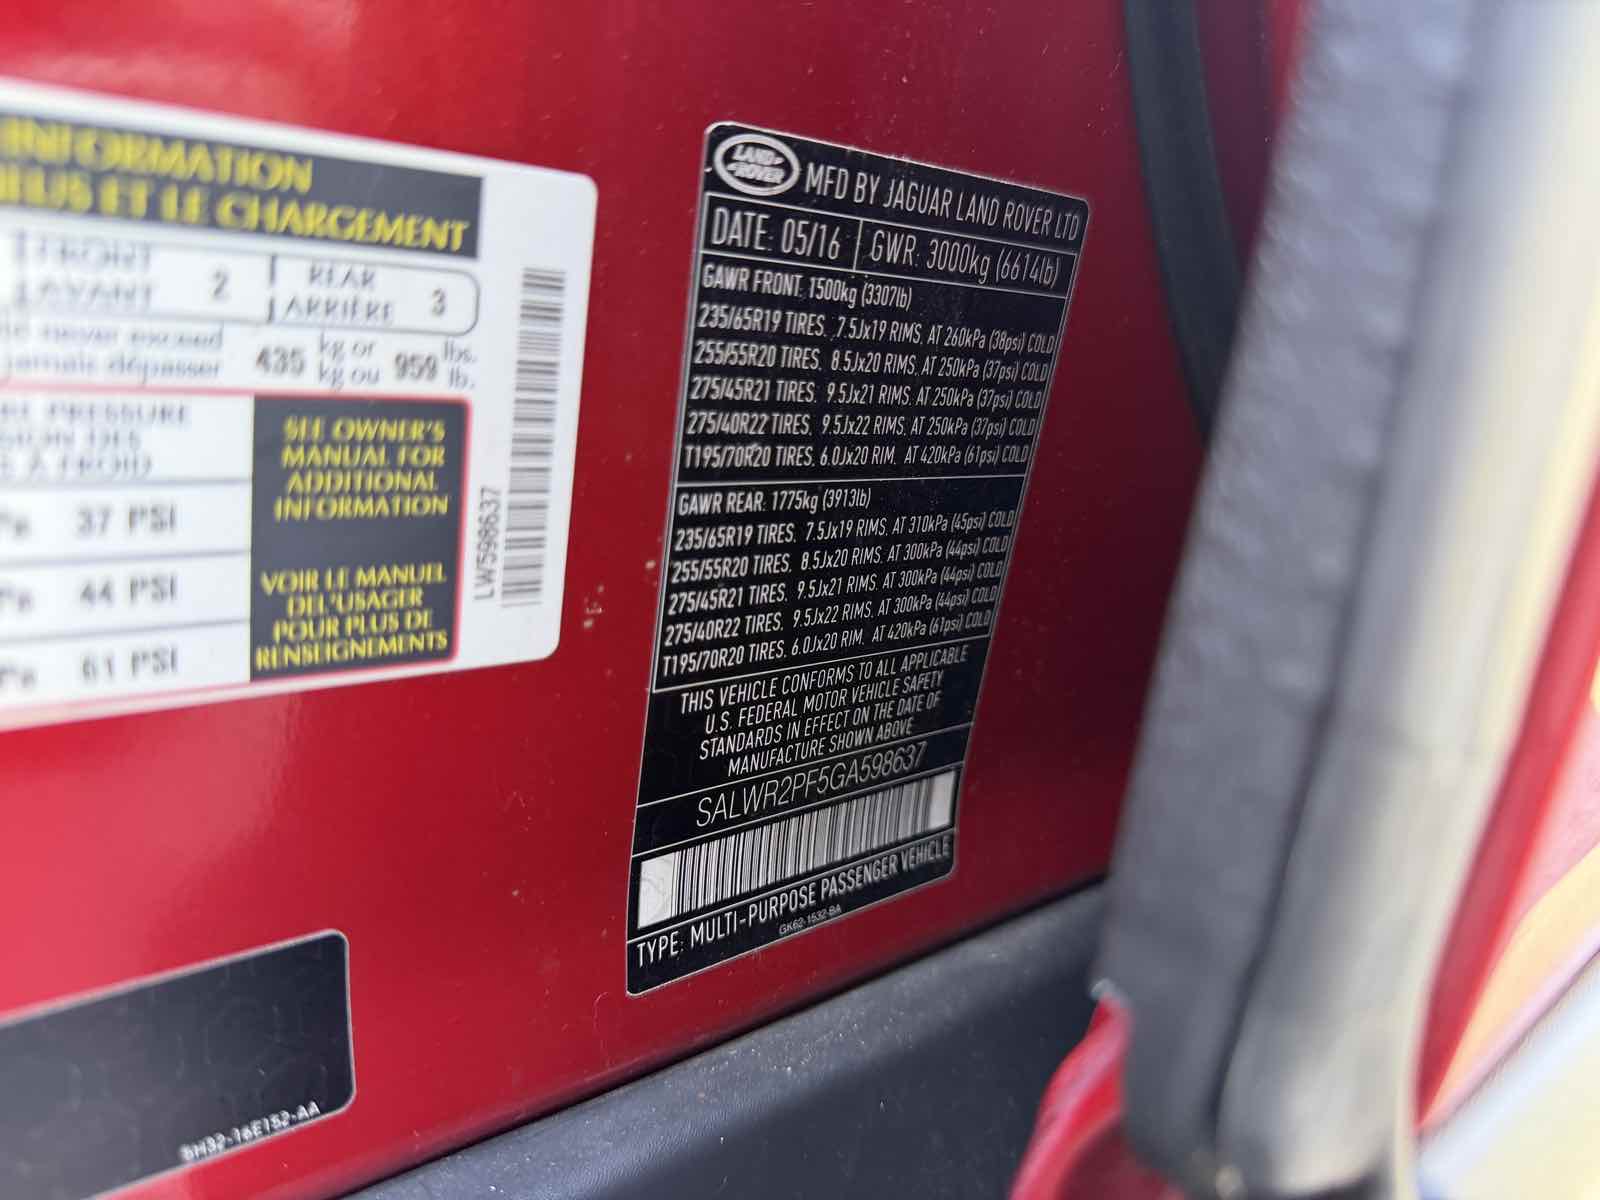 INFORMATION
ET LE CHARGEMENT
FRONT
AVANT
2
REAR
ARRIÈRE
3
never exceed
jamais dépasser
435
kg or
kg ou
959
lbs.
lb.
PRESSURE
DES
À FROID
37 PSI
44 PSI
61 PSI
SEE OWNER'S
MANUAL FOR
ADDITIONAL
INFORMATION
VOIR LE MANUEL
DEL'USAGER
POUR PLUS DE
RENSEIGNEMENTS
LW598637
LAND
ROVER
MFD BY JAGUAR LAND ROVER LTD
DATE: 05/16 GWR: 3000kg (6614lb)
GAWR FRONT: 1500kg (3307lb)
235/65R19 TIRES, 7.5Jx19 RIMS, AT 260kPa (38psi) COLD
255/55R20 TIRES, 8.5Jx20 RIMS, AT 250kPa (37psi) COLD
275/45R21 TIRES, 9.5Jx21 RIMS, AT 250kPa (37psi) COLD
275/40R22 TIRES, 9.5Jx22 RIMS, AT 250kPa (37psi) COLD
T195/70R20 TIRES, 6.0Jx20 RIM, AT 420kPa (61psi) COLD
GAWR REAR: 1775kg (3913lb)
235/65R19 TIRES, 7.5Jx19 RIMS, AT 310kPa (45psi) COLD
255/55R20 TIRES, 8.5Jx20 RIMS, AT 300kPa (44psi) COLD
275/45R21 TIRES, 9.5Jx21 RIMS, AT 300kPa (44psi) COLD
275/40R22 TIRES, 9.5Jx22 RIMS, AT 300kPa (44psi) COLD
T195/70R20 TIRES, 6.0Jx20 RIM, AT 420kPa (61psi) COLD
THIS VEHICLE CONFORMS TO ALL APPLICABLE
U.S. FEDERAL MOTOR VEHICLE SAFETY
STANDARDS IN EFFECT ON THE DATE OF
MANUFACTURE SHOWN ABOVE
SALWR2PF5GA598637
TYPE: MULTI-PURPOSE PASSENGER VEHICLE
GK62-1532-BA
8H32-16E152-AA